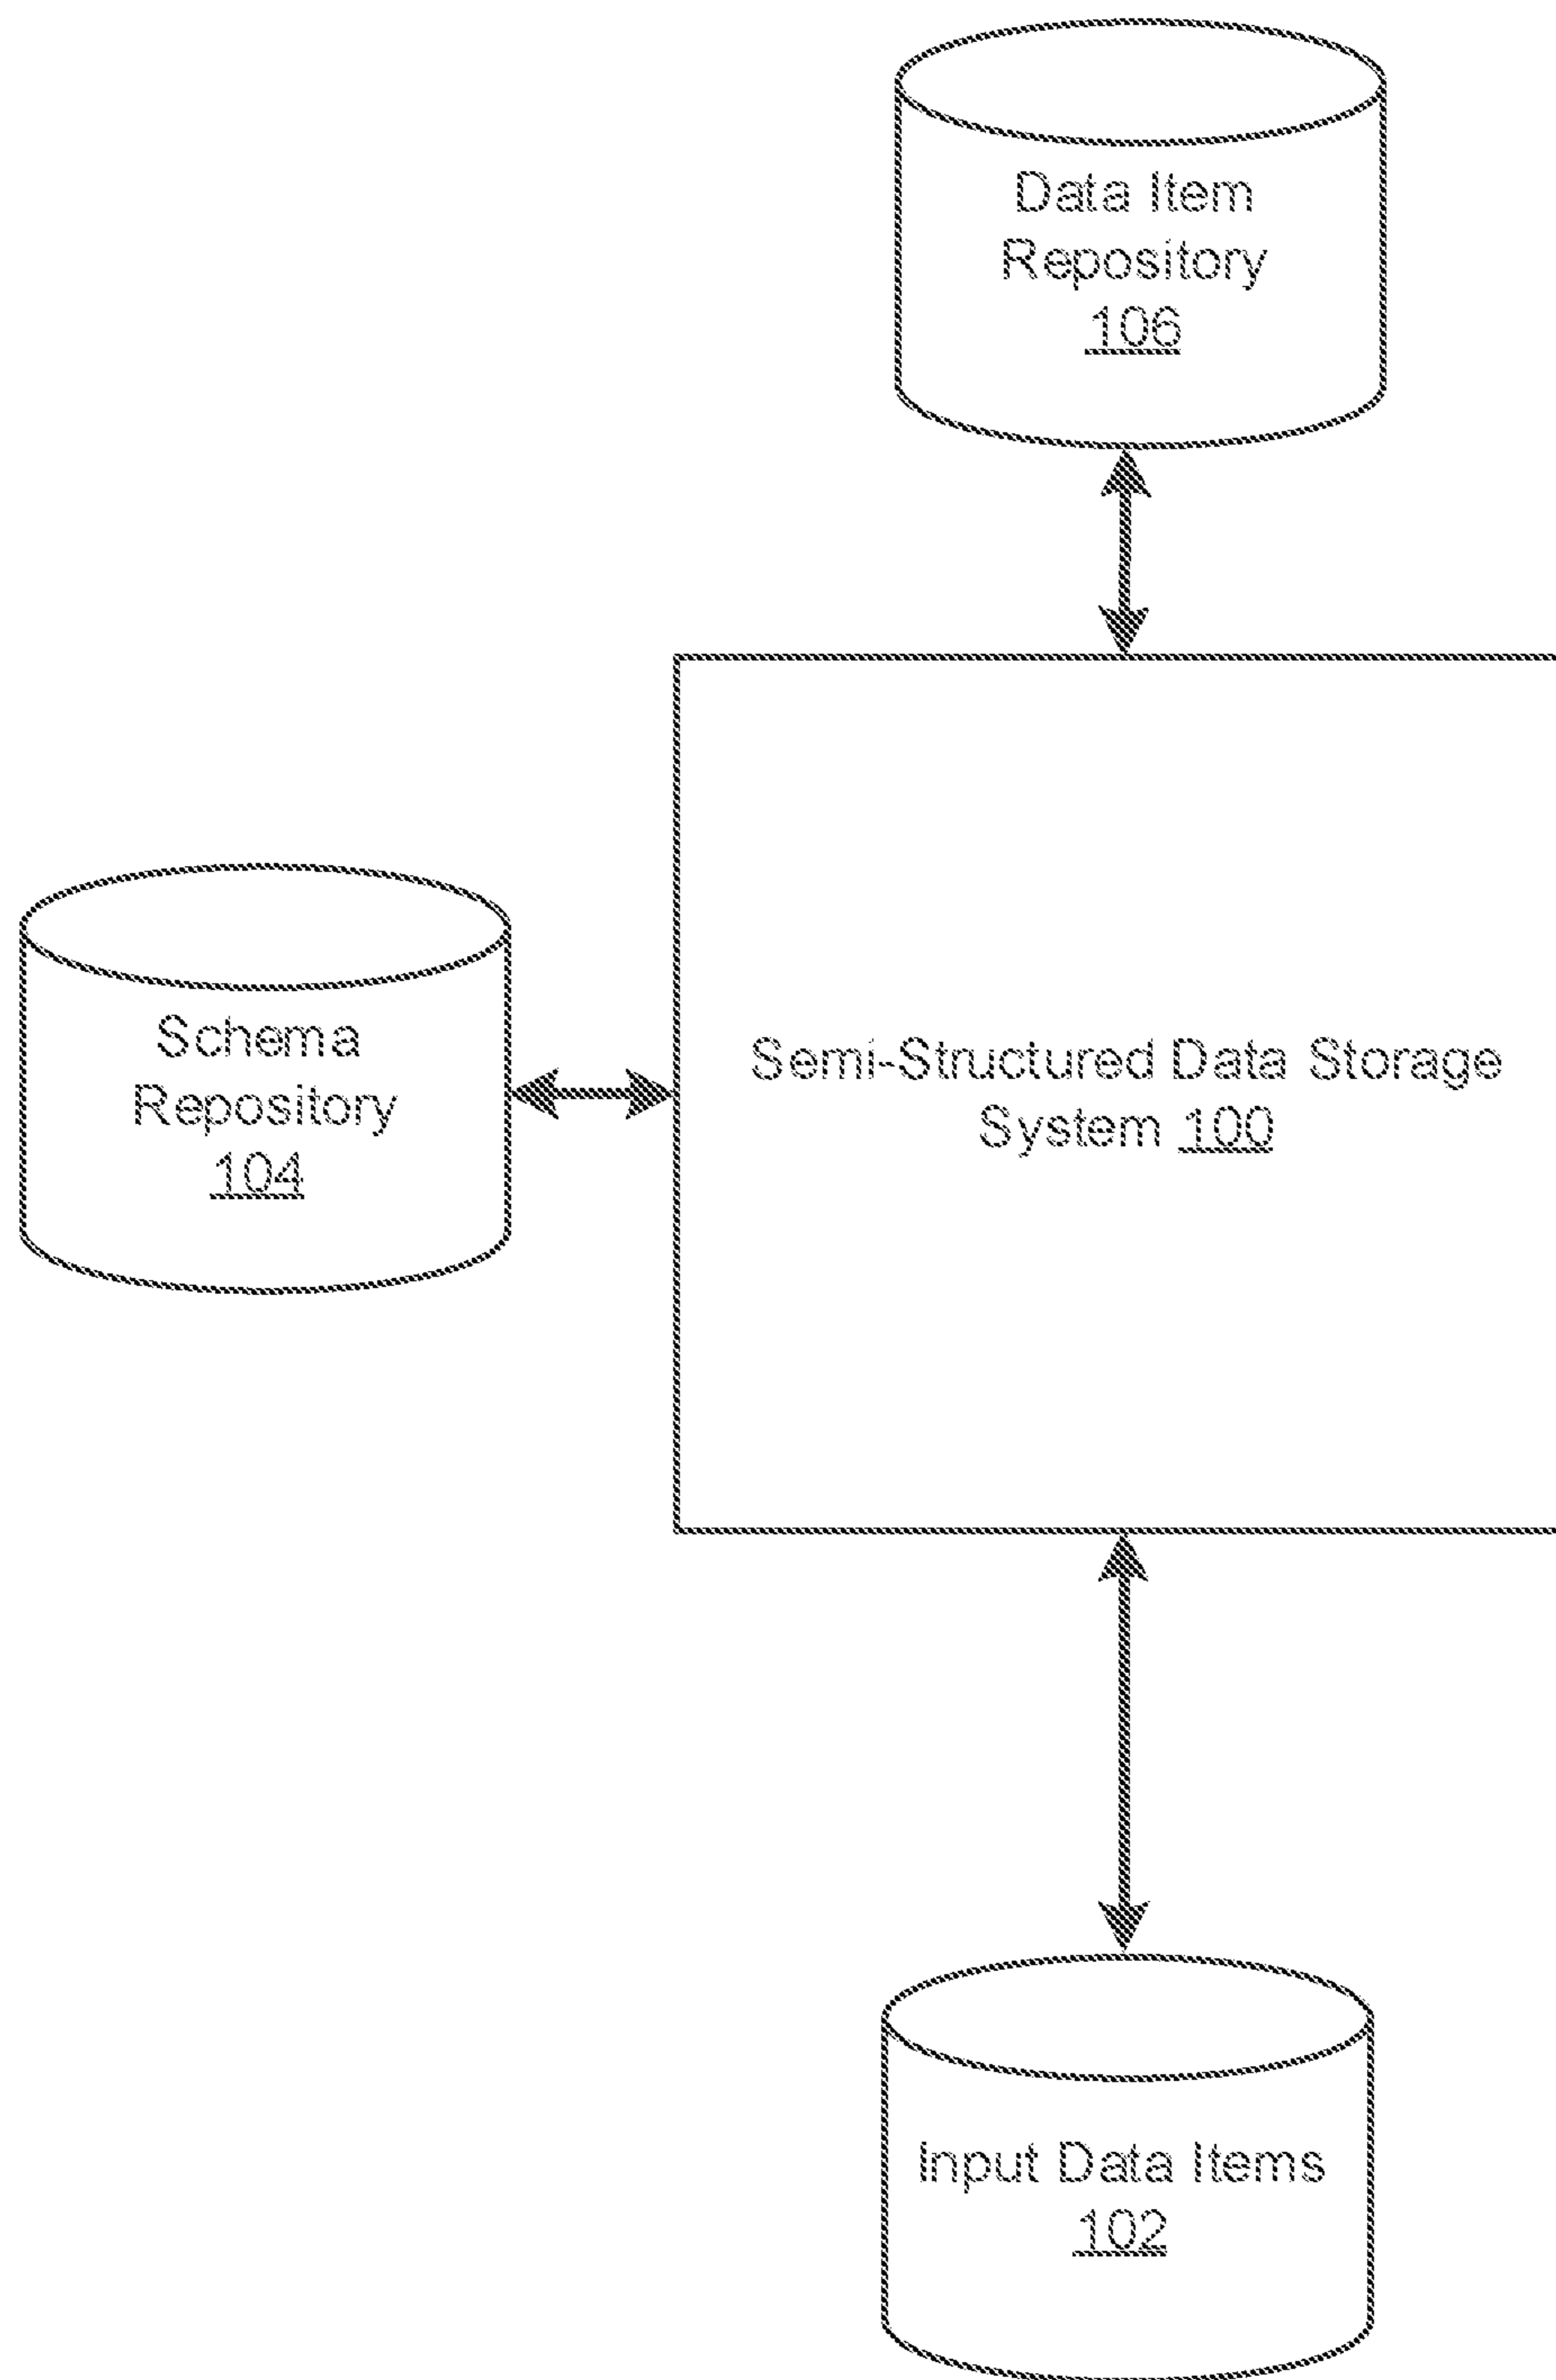 Data Item
Repository
106
Schema
Repository
104
Semi-Structured Data Storage
System 100
Input Data Items
102